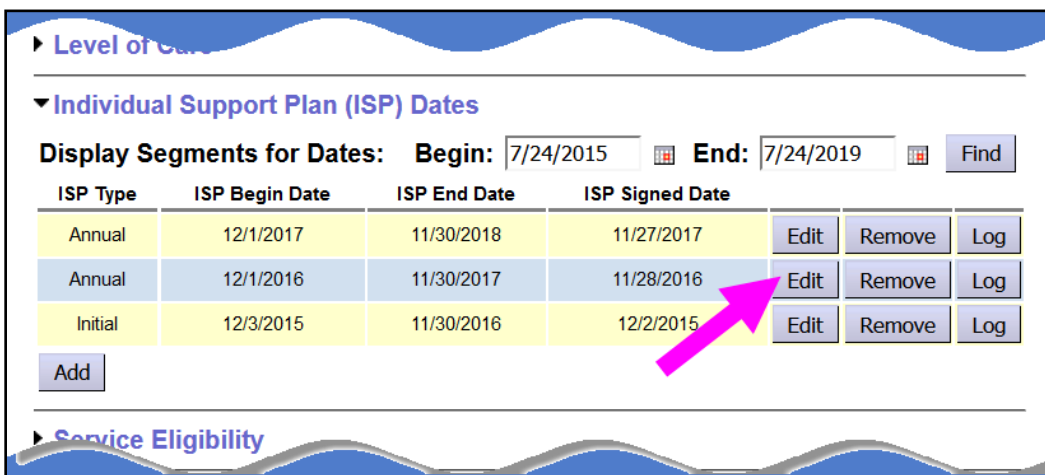 Level of Care
Individual Support Plan (ISP) Dates
Display Segments for Dates: Begin: 7/24/2015 End: 7/24/2019 Find
ISP Type ISP Begin Date ISP End Date ISP Signed Date
Annual 12/1/2017 11/30/2018 11/27/2017 Edit Remove Log
Annual 12/1/2016 11/30/2017 11/28/2016 Edit Remove Log
Initial 12/3/2015 11/30/2016 12/2/2015 Edit Remove Log
Add
Service Eligibility